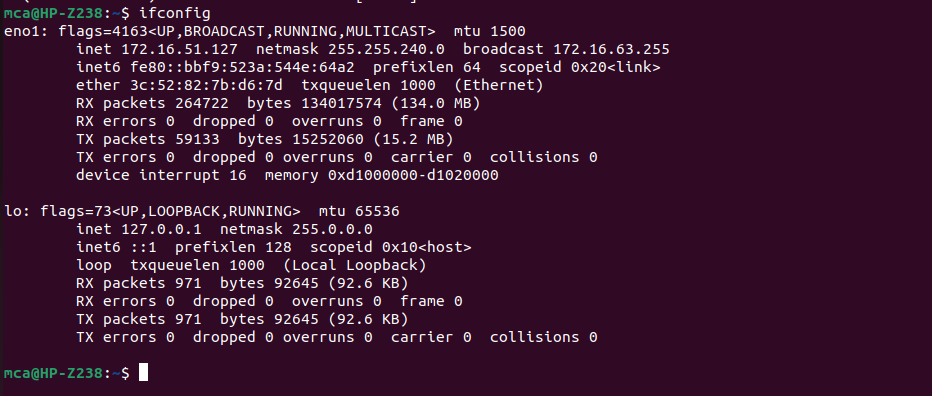 mca@HP-Z238:~$ ifconfig
eno1: flags=4163<UP,BROADCAST,RUNNING,MULTICAST>  mtu 1500
        inet 172.16.51.127  netmask 255.255.240.0  broadcast 172.16.63.255
        inet6 fe80::bbf9:523a:544e:64a2  prefixlen 64  scopeid 0x20<link>
        ether 3c:52:82:7b:d6:7d  txqueuelen 1000  (Ethernet)
        RX packets 264722  bytes 134017574 (134.0 MB)
        RX errors 0  dropped 0  overruns 0  frame 0
        TX packets 59133  bytes 15252060 (15.2 MB)
        TX errors 0  dropped 0 overruns 0  carrier 0  collisions 0
        device interrupt 16  memory 0xd1000000-d1020000

lo: flags=73<UP,LOOPBACK,RUNNING>  mtu 65536
        inet 127.0.0.1  netmask 255.0.0.0
        inet6 ::1  prefixlen 128  scopeid 0x10<host>
        loop  txqueuelen 1000  (Local Loopback)
        RX packets 971  bytes 92645 (92.6 KB)
        RX errors 0  dropped 0  overruns 0  frame 0
        TX packets 971  bytes 92645 (92.6 KB)
        TX errors 0  dropped 0 overruns 0  carrier 0  collisions 0

mca@HP-Z238:~$